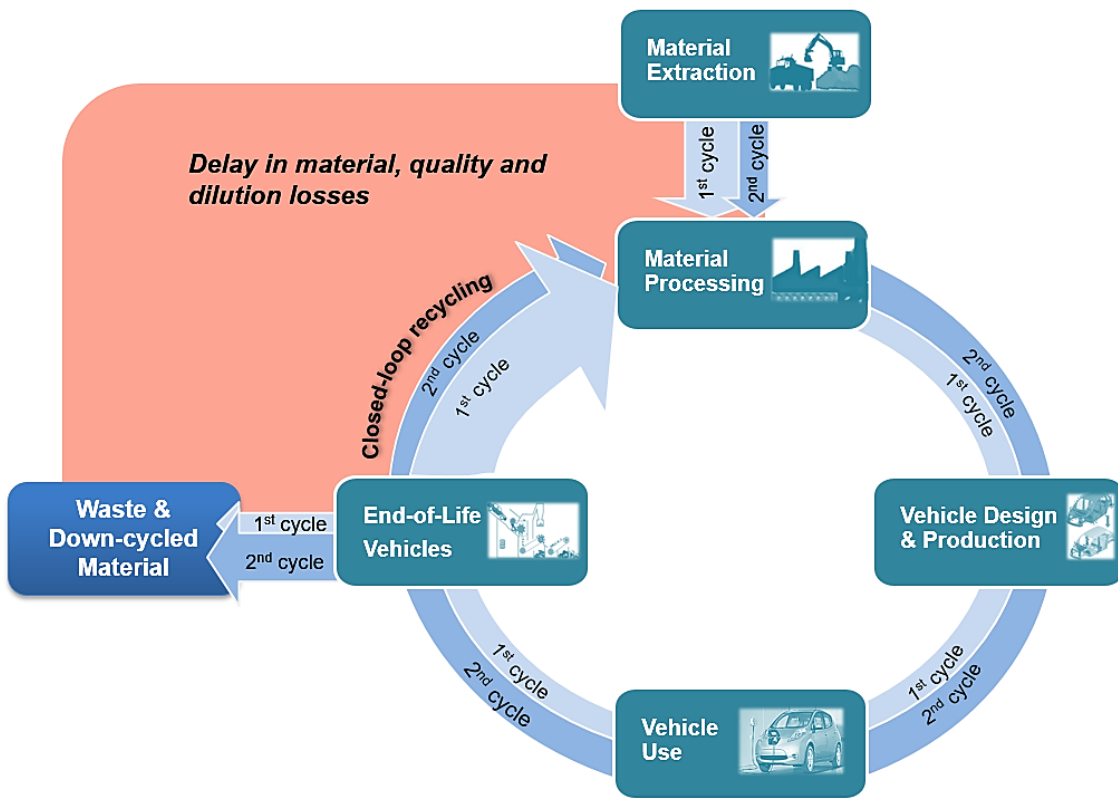 Material
Extraction
1st cycle
2nd cycle
Delay in material, quality and
dilution losses
Material
Processing
Closed-loop recycling
2nd cycle
1st cycle
2nd cycle
1st cycle
Waste &
Down-cycled
Material
1st cycle
2nd cycle
End-of-Life
Vehicles
Vehicle Design
& Production
1st cycle
2nd cycle
1st cycle
2nd cycle
Vehicle
Use